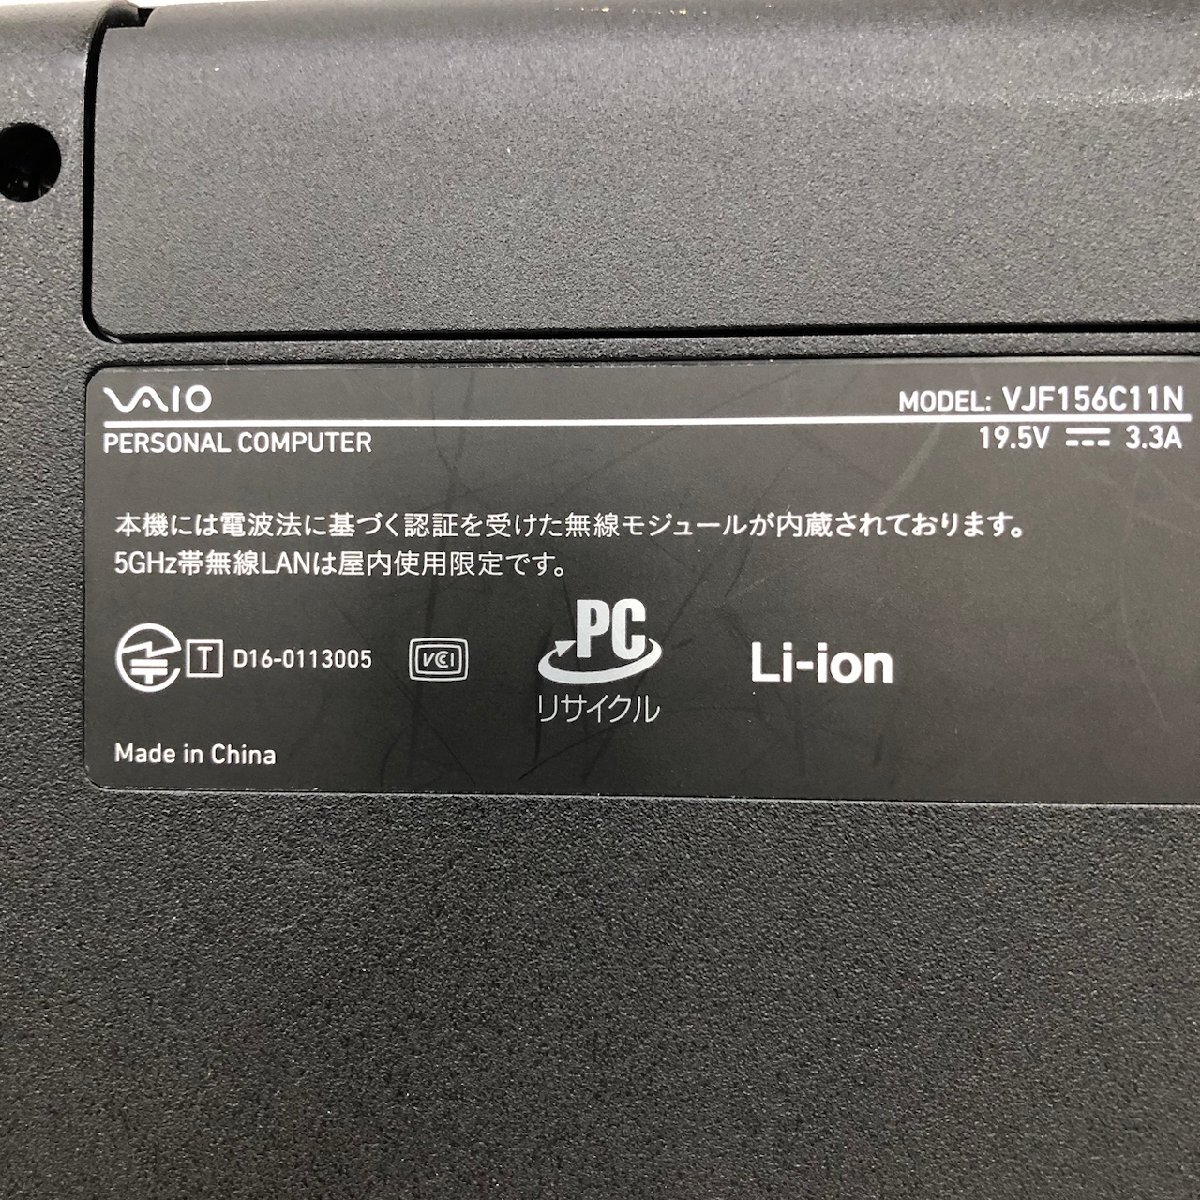 VAIO
MODEL: VJF156C11N
PERSONAL COMPUTER
19.5V 3.3A
本機には電波法に基づく認証を受けた無線モジュールが内蔵されております。
5GHz帯無線LANは屋内使用限定です。
T D16-0113005
VCI
PC
リサイクル
Li-ion
Made in China